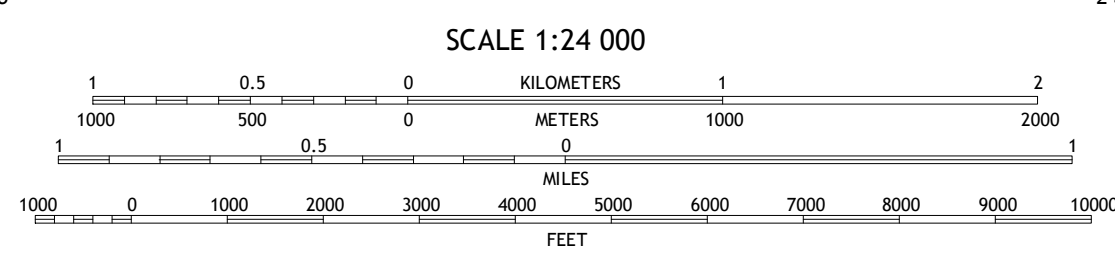 SCALE 1:24 000
1 0.5 0 KILOMETERS 1 2
1000 500 0 METERS 1000 2000
1 0.5 0 1
MILES
1000 0 1000 2000 3000 4000 5000 6000 7000 8000 9000 10000
FEET